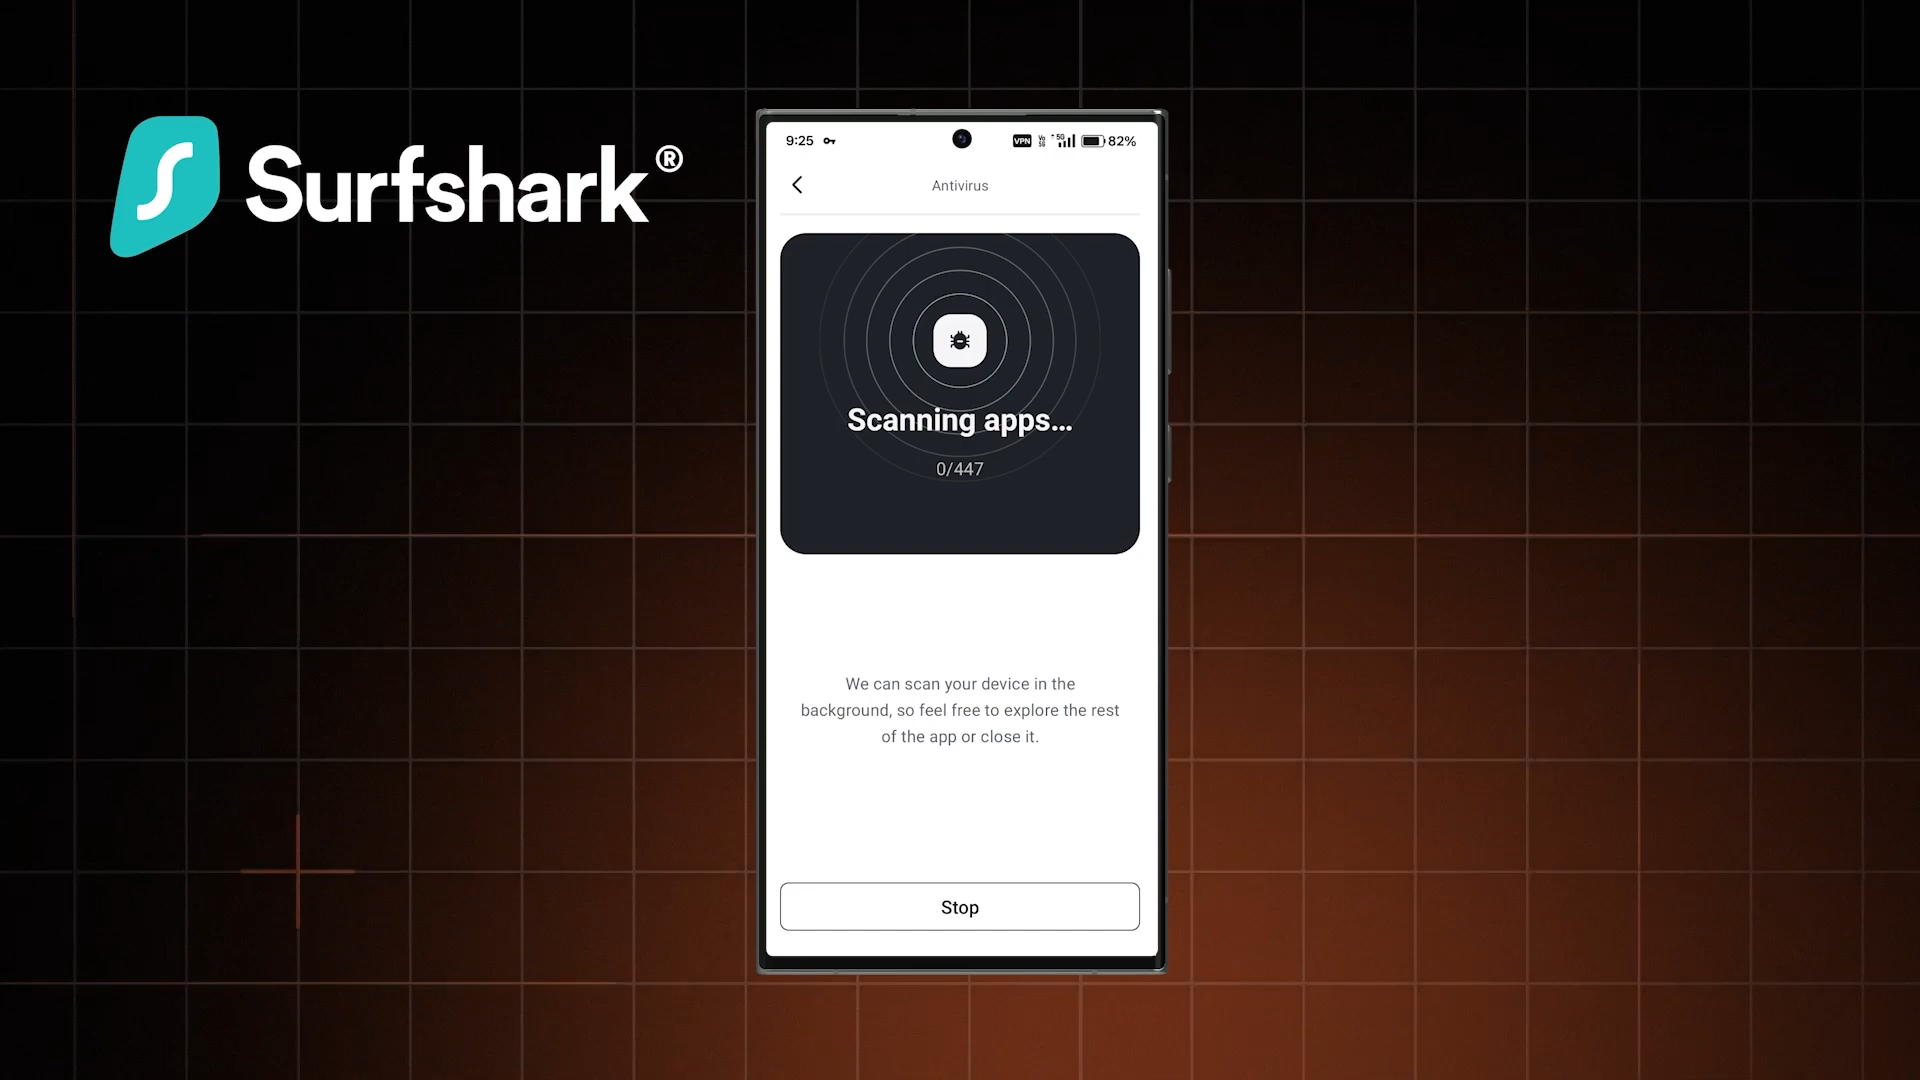 Surfshark®
9:25
VPN
5G
82%
Antivirus
Scanning apps...
0/447
We can scan your device in the
background, so feel free to explore the rest
of the app or close it.
Stop